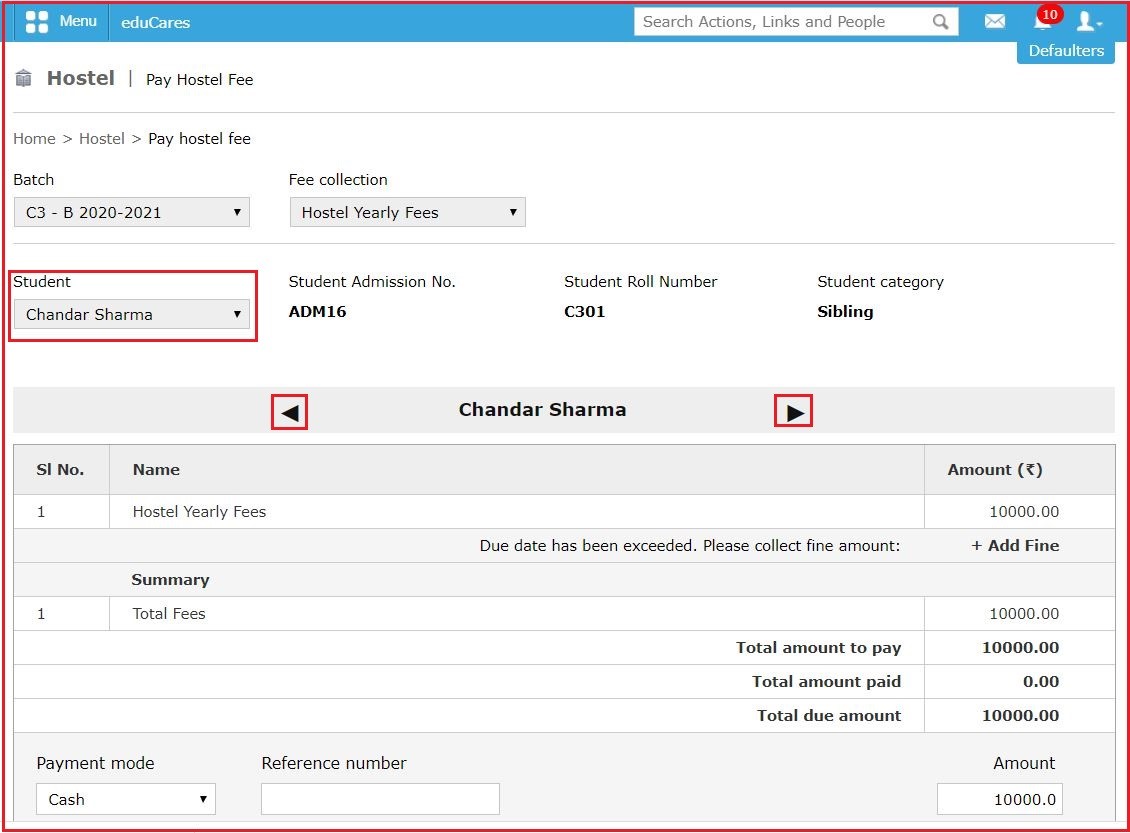 Menu eduCares Search Actions, Links and People 10
Defaulters
Hostel | Pay Hostel Fee
Home > Hostel > Pay hostel fee
Batch Fee collection
C3 - B 2020-2021 Hostel Yearly Fees
Student Student Admission No. Student Roll Number Student category
Chandar Sharma ADM16 C301 Sibling
Chandar Sharma
Sl No. Name Amount (₹)
1 Hostel Yearly Fees 10000.00
Due date has been exceeded. Please collect fine amount: + Add Fine
Summary
1 Total Fees 10000.00
Total amount to pay 10000.00
Total amount paid 0.00
Total due amount 10000.00
Payment mode Reference number Amount
Cash 10000.0